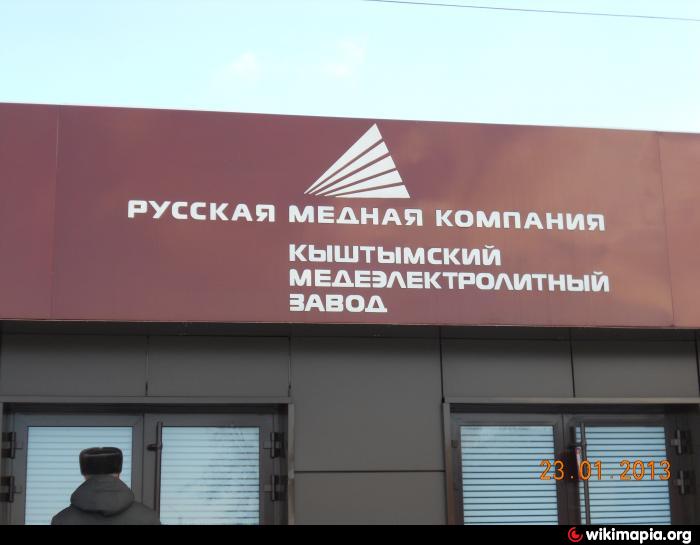 РУССКАЯ МЕДНАЯ КОМПАНИЯ
КЫШТЫМСКИЙ
МЕДЕЭЛЕКТРОЛИТНЫЙ
ЗАВОД
23.01.2013
wikimapia.org